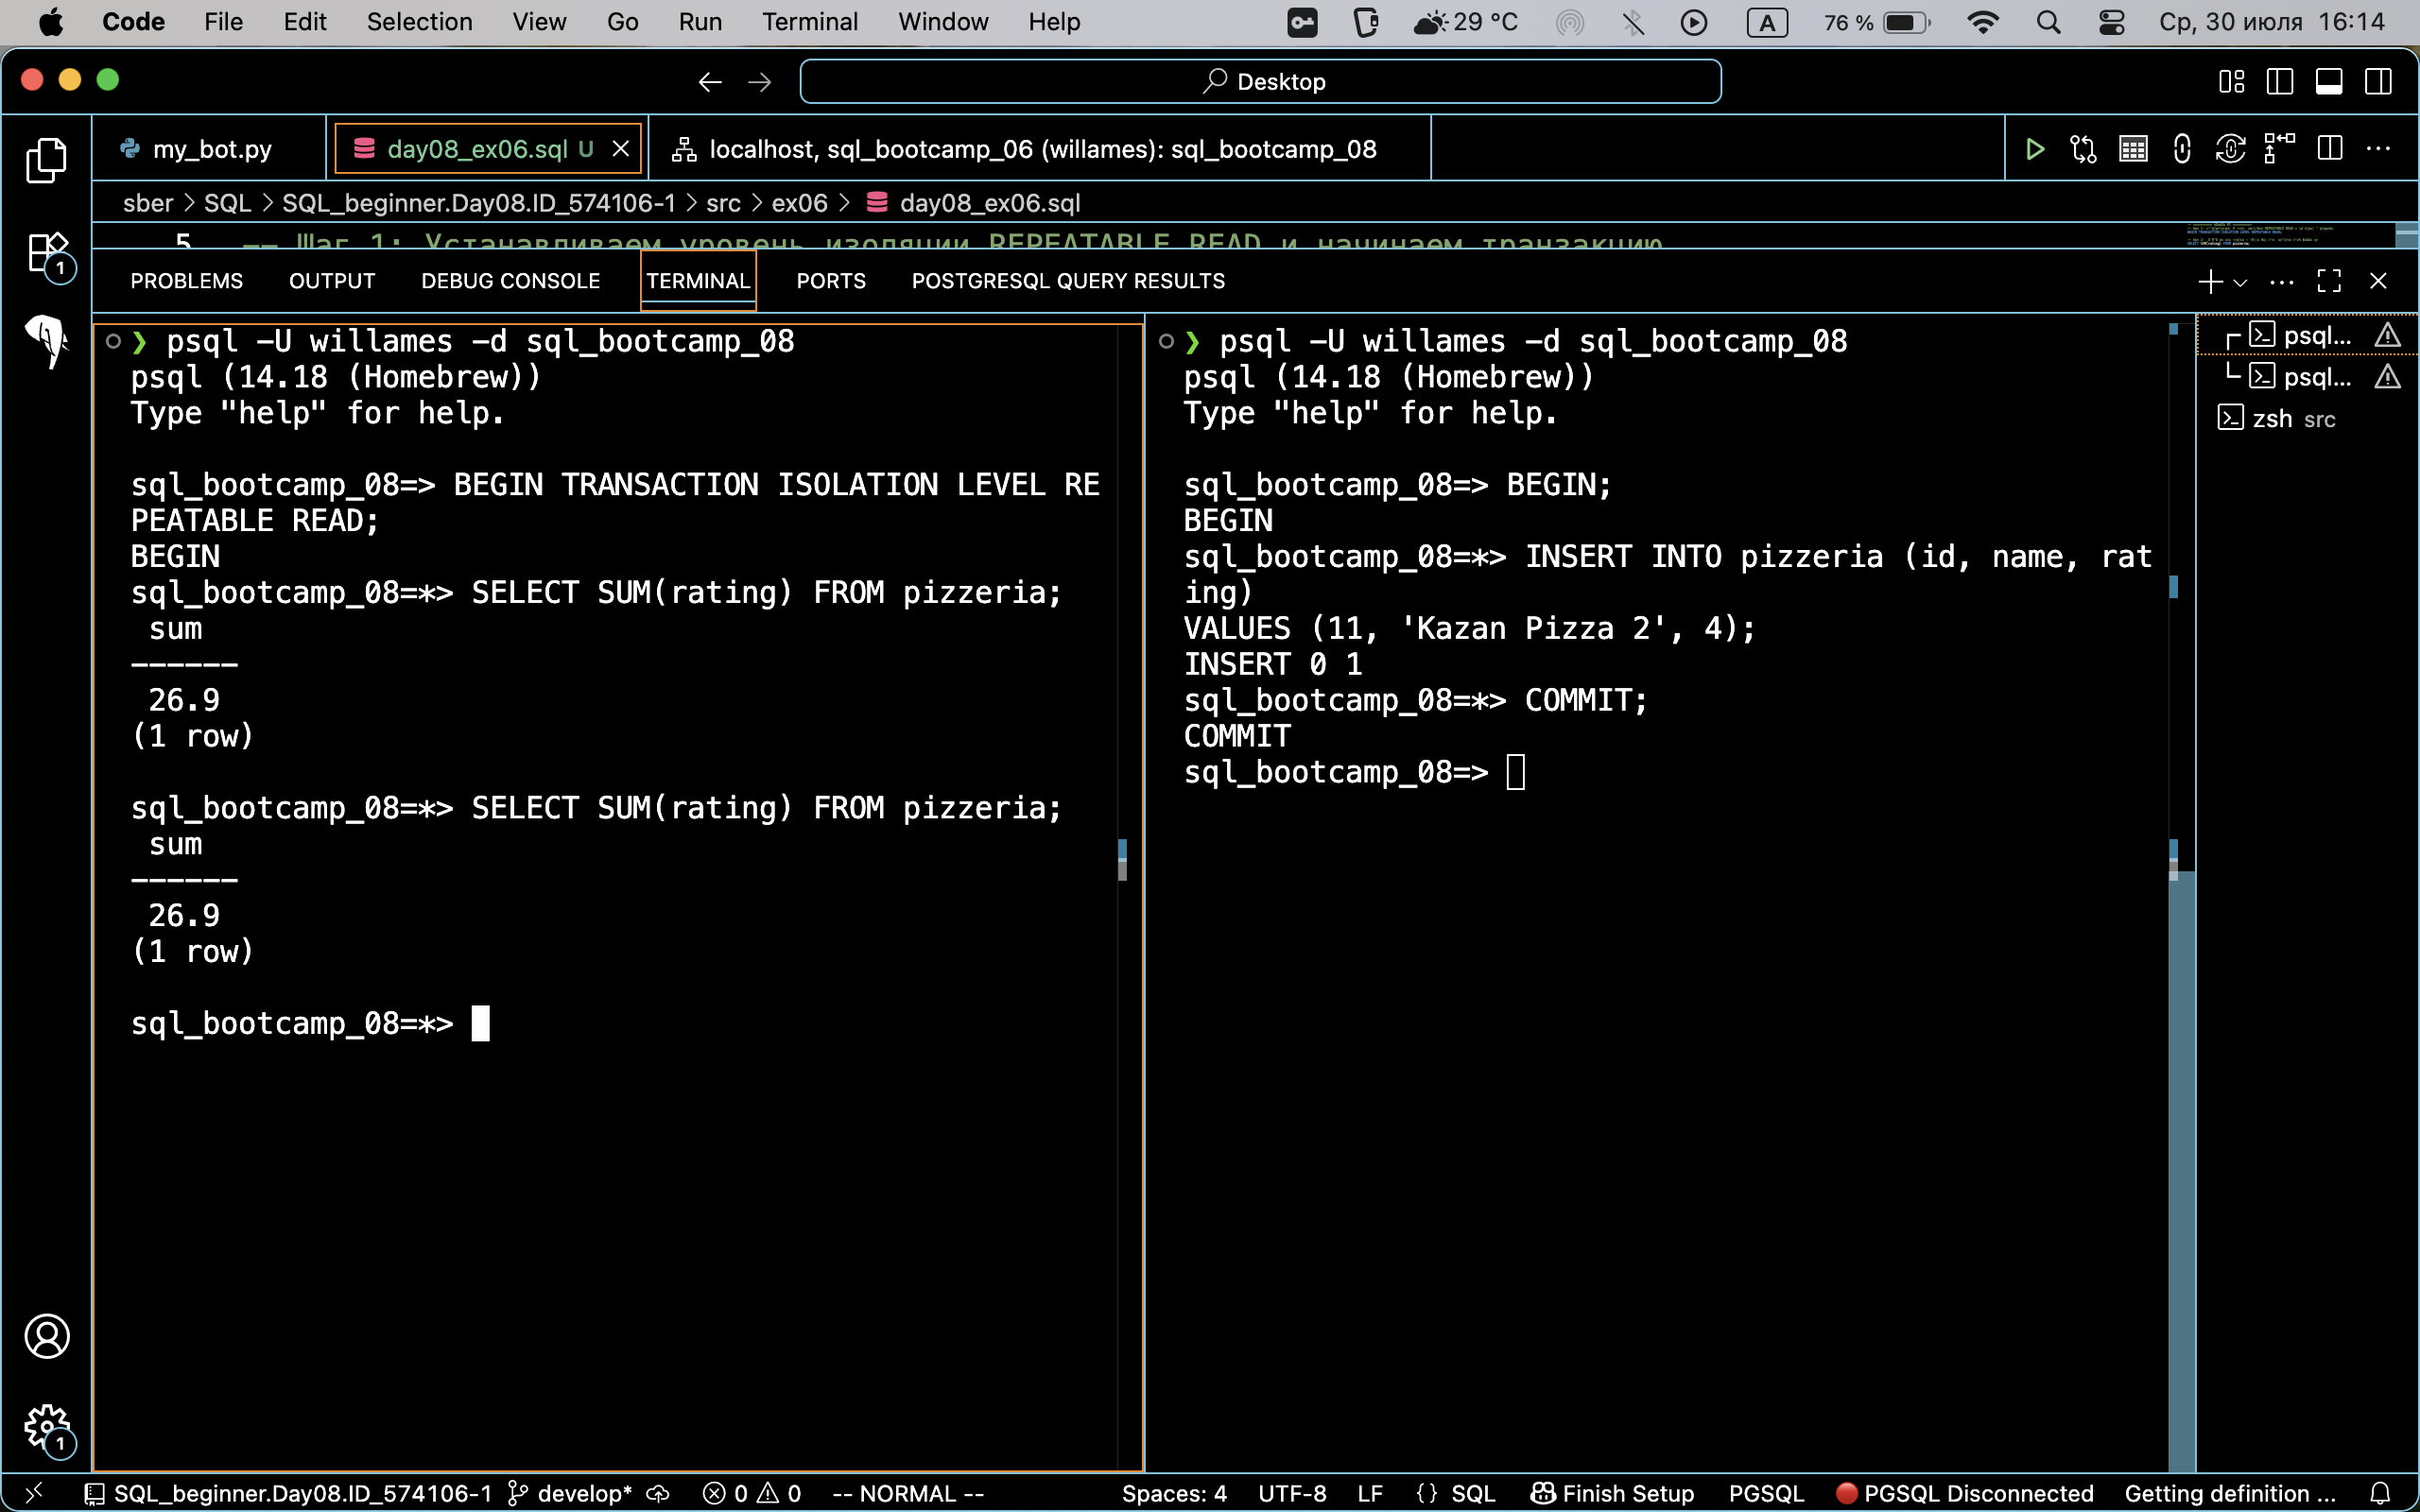 Code File Edit Selection View Go Run Terminal Window Help 29 °C A 76 % Ср, 30 июля 16:14
Desktop
my_bot.py day08_ex06.sql U localhost, sql_bootcamp_06 (willames): sql_bootcamp_08
sber > SQL > SQL_beginner.Day08.ID_574106-1 > src > ex06 > day08_ex06.sql
5 -- Шаг 1: Устанавливаем уровень изоляции REPEATABLE READ и начинаем транзакцию
1
PROBLEMS OUTPUT DEBUG CONSOLE TERMINAL PORTS POSTGRESQL QUERY RESULTS
❯ psql -U willames -d sql_bootcamp_08
psql (14.18 (Homebrew))
Type "help" for help.
sql_bootcamp_08=> BEGIN TRANSACTION ISOLATION LEVEL RE
PEATABLE READ;
BEGIN
sql_bootcamp_08=*> SELECT SUM(rating) FROM pizzeria;
sum
------
26.9
(1 row)
sql_bootcamp_08=*> SELECT SUM(rating) FROM pizzeria;
sum
------
26.9
(1 row)
sql_bootcamp_08=*>
❯ psql -U willames -d sql_bootcamp_08
psql (14.18 (Homebrew))
Type "help" for help.
sql_bootcamp_08=> BEGIN;
BEGIN
sql_bootcamp_08=*> INSERT INTO pizzeria (id, name, rat
ing)
VALUES (11, 'Kazan Pizza 2', 4);
INSERT 0 1
sql_bootcamp_08=*> COMMIT;
COMMIT
sql_bootcamp_08=>
psql...
psql...
zsh src
1
SQL_beginner.Day08.ID_574106-1 develop* 0 0 -- NORMAL -- Spaces: 4 UTF-8 LF {} SQL Finish Setup PGSQL PGSQL Disconnected Getting definition ...